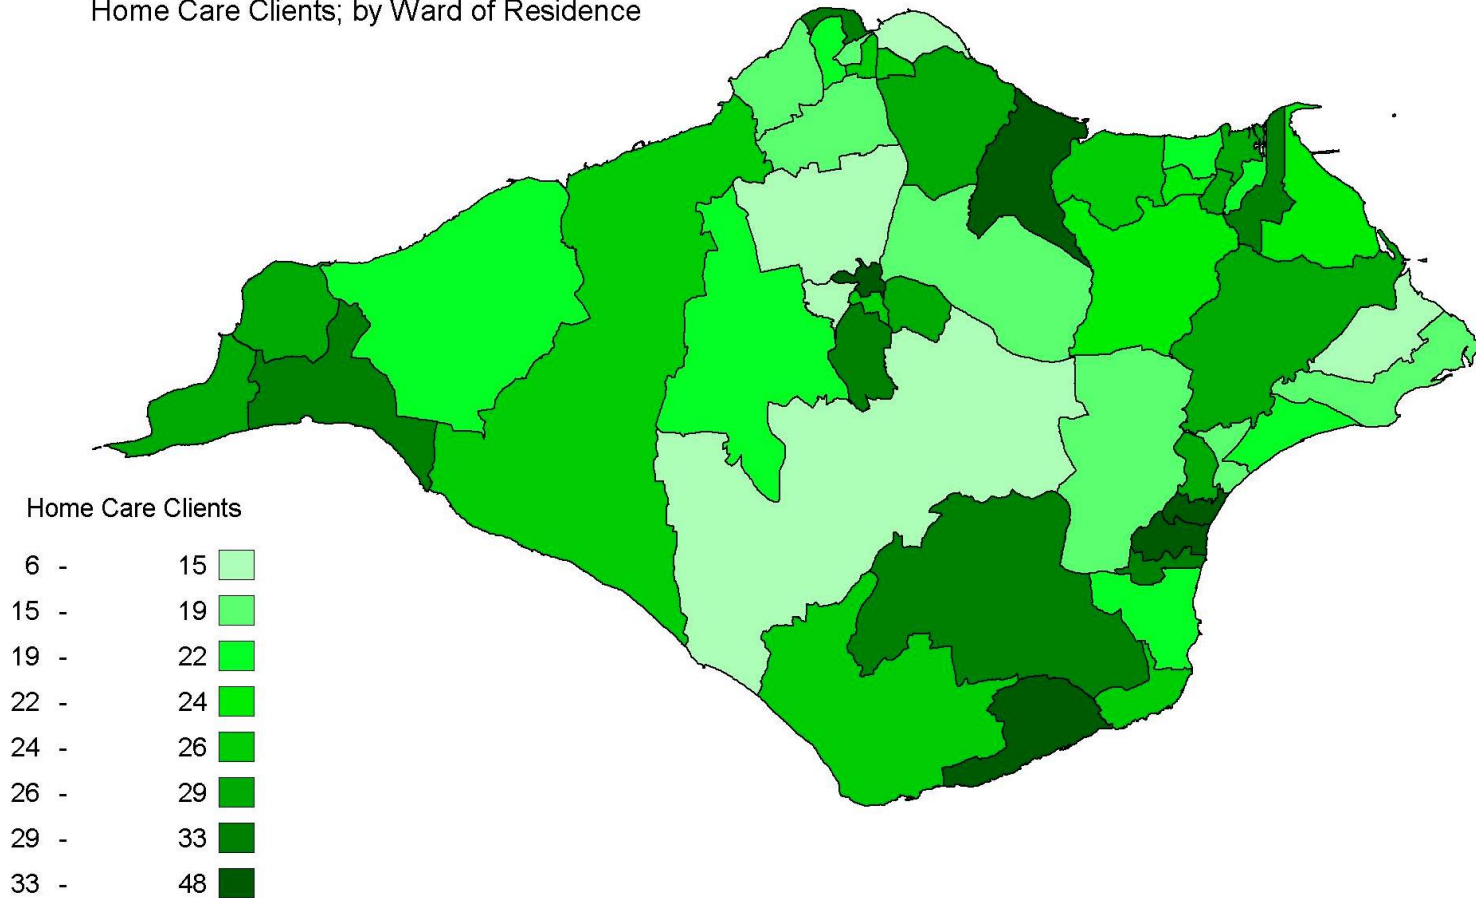 Home Care Clients; by Ward of Residence
Home Care Clients
6 - 15
15 - 19
19 - 22
22 - 24
24 - 26
26 - 29
29 - 33
33 - 48